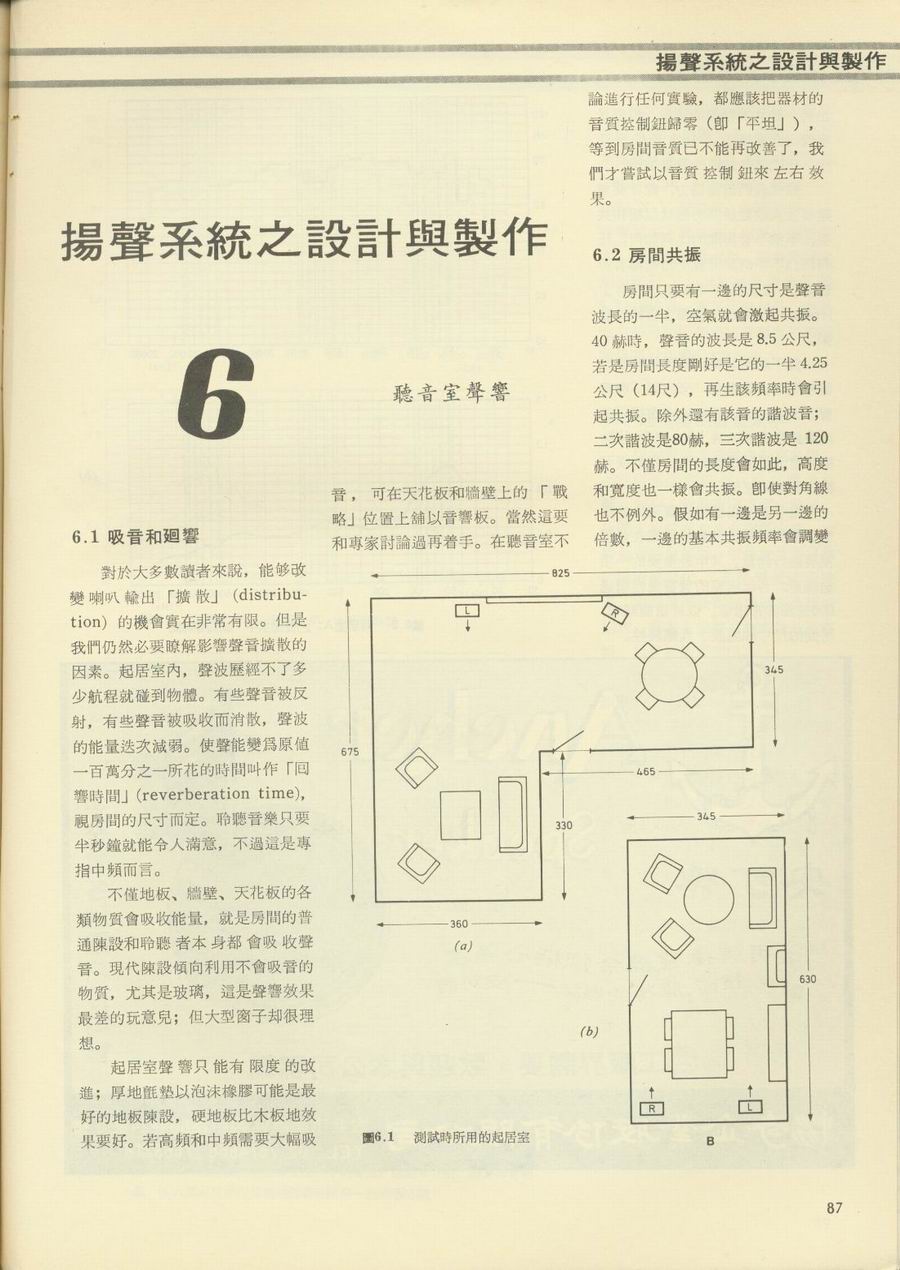 揚聲系統之設計與製作
揚聲系統之設計與製作
6
聽音室聲響
6.1 吸音和廻響
對於大多數讀者來說，能够改
變喇叭輸出「擴散」(distribu-
tion) 的機會實在非常有限。但是
我們仍然必要瞭解影響聲音擴散的
因素。起居室內，聲波歷經不了多
少航程就碰到物體。有些聲音被反
射，有些聲音被吸收而消散，聲波
的能量迭次減弱。使聲能變爲原值
一百萬分之一所花的時間叫作「回
響時間」(reverberation time)，
視房間的尺寸而定。聆聽音樂只要
半秒鐘就能令人滿意，不過這是專
指中頻而言。
不僅地板、牆壁、天花板的各
類物質會吸收能量，就是房間的普
通陳設和聆聽者本身都會吸收聲
音。現代陳設傾向利用不會吸音的
物質，尤其是玻璃，這是聲響效果
最差的玩意兒；但大型窗子却很理
想。
起居室聲響只能有限度的改
進；厚地氈墊以泡沫橡膠可能是最
好的地板陳設，硬地板比木板地效
果要好。若高頻和中頻需要大幅吸
音，可在天花板和牆壁上的「戰
略」位置上舖以音響板。當然這要
和專家討論過再着手。在聽音室不
論進行任何實驗，都應該把器材的
音質控制鈕歸零（卽「平坦」），
等到房間音質已不能再改善了，我
們才嘗試以音質控制鈕來左右效
果。
6.2 房間共振
房間只要有一邊的尺寸是聲音
波長的一半，空氣就會激起共振。
40 赫時，聲音的波長是 8.5 公尺，
若是房間長度剛好是它的一半 4.25
公尺（14尺），再生該頻率時會引
起共振。除外還有該音的諧波音；
二次諧波是80赫，三次諧波是 120
赫。不僅房間的長度會如此，高度
和寬度也一樣會共振。卽使對角線
也不例外。假如有一邊是另一邊的
倍數，一邊的基本共振頻率會調變
825
L
R
345
675
465
330
360
(a)
345
630
(b)
R
L
B
圖6.1 測試時所用的起居室
87